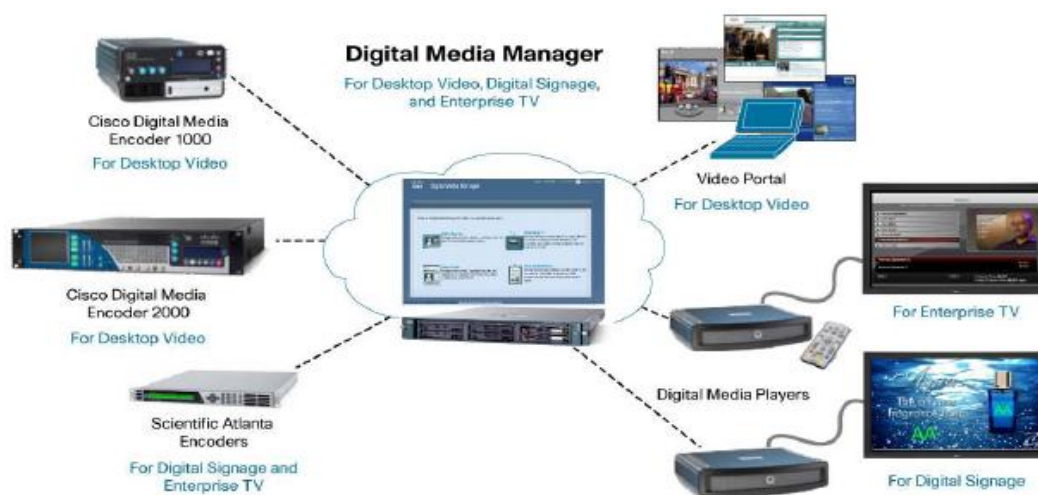 Digital Media Manager
For Desktop Video, Digital Signage,
and Enterprise TV
Cisco Digital Media
Encoder 1000
For Desktop Video
Video Portal
For Desktop Video
Cisco Digital Media
Encoder 2000
For Desktop Video
For Enterprise TV
Digital Media Players
Scientific Atlanta
Encoders
For Digital Signage and
Enterprise TV
For Digital Signage